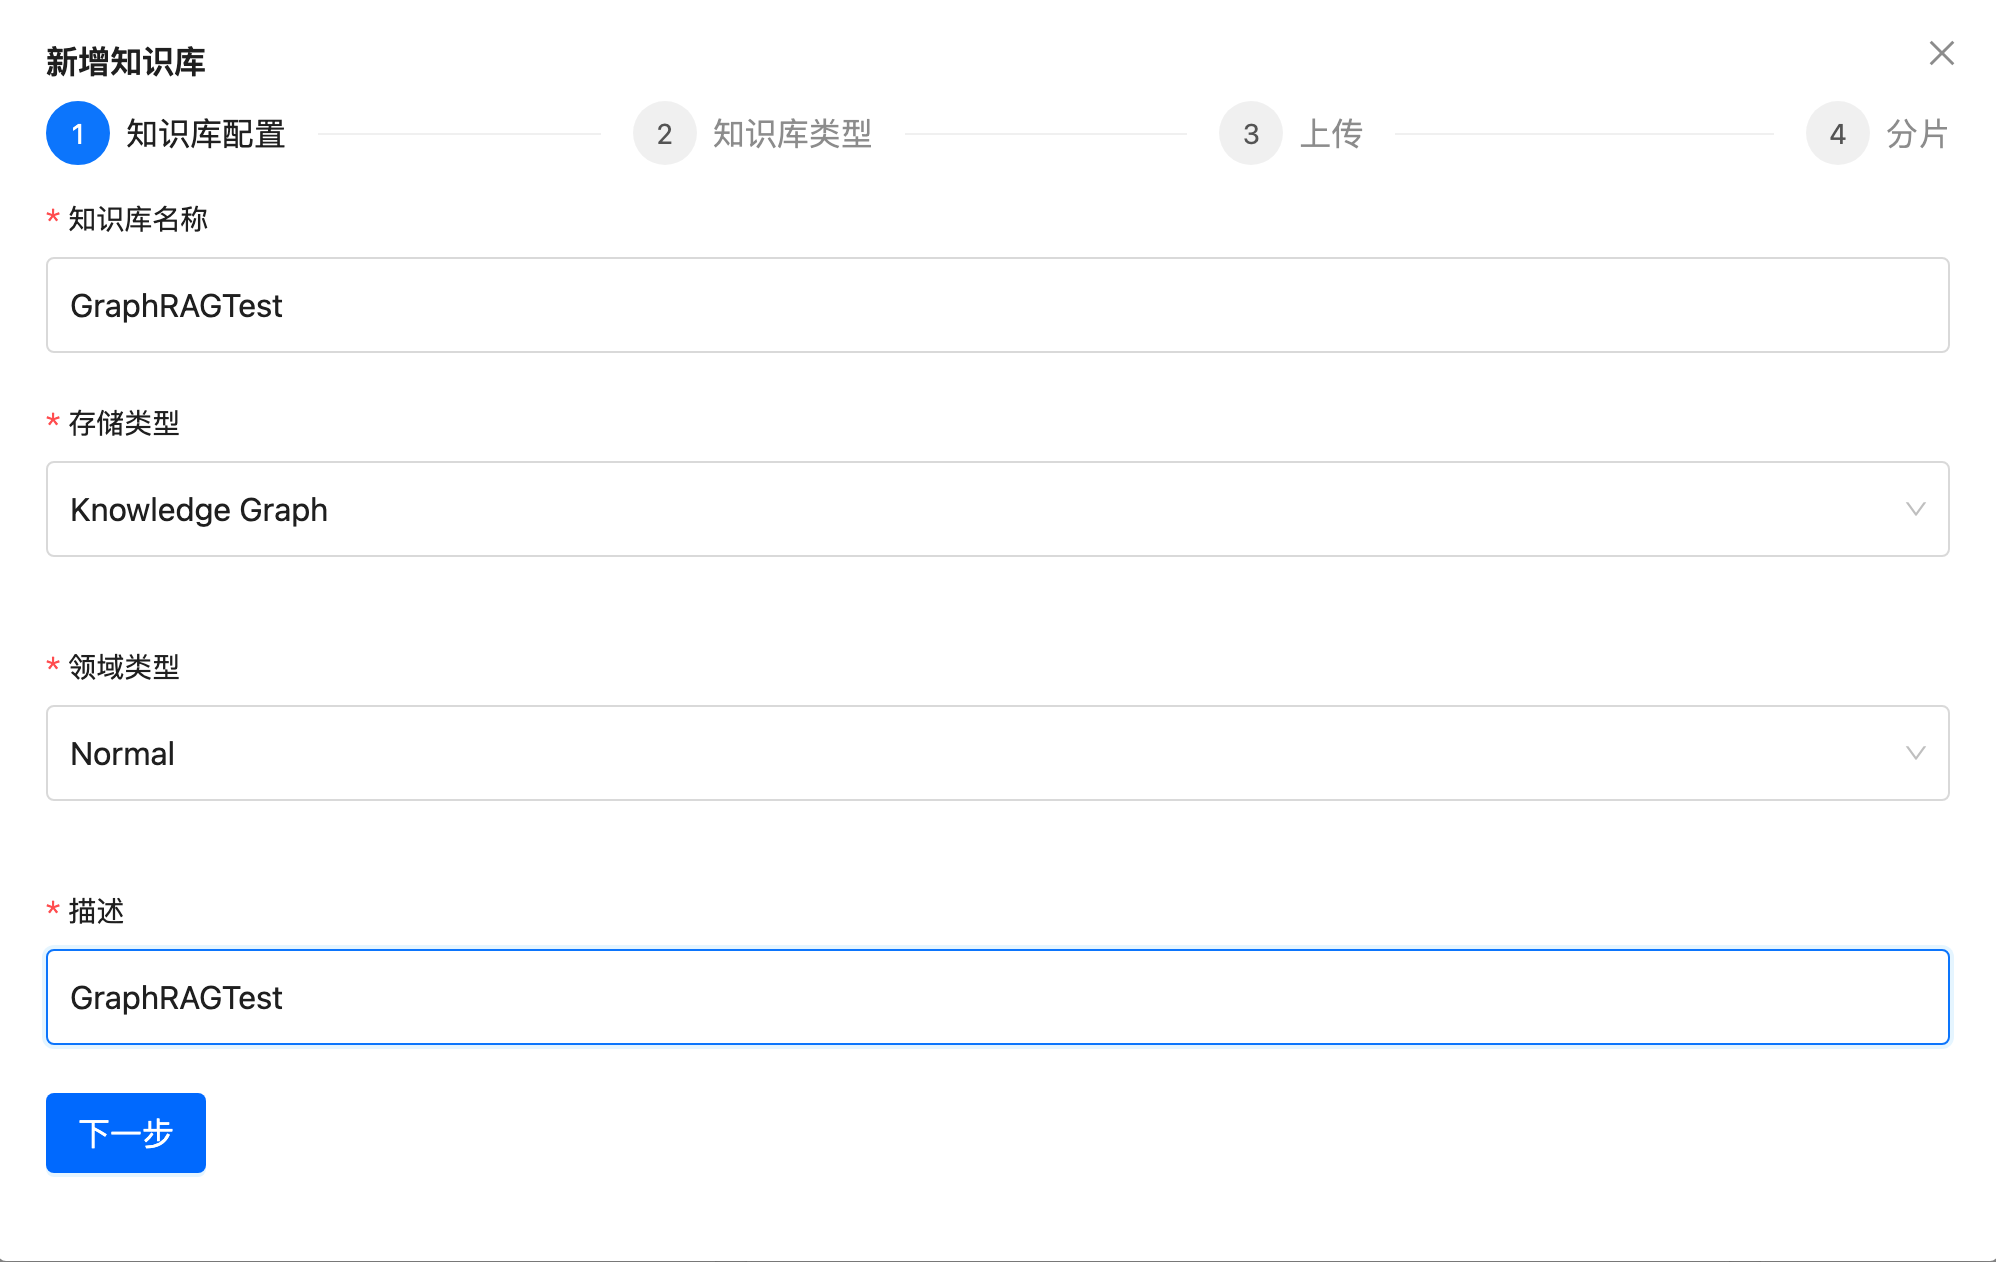 新增知识库
1 知识库配置 2 知识库类型 3 上传 4 分片
* 知识库名称
GraphRAGTest
* 存储类型
Knowledge Graph
* 领域类型
Normal
* 描述
GraphRAGTest
下一步